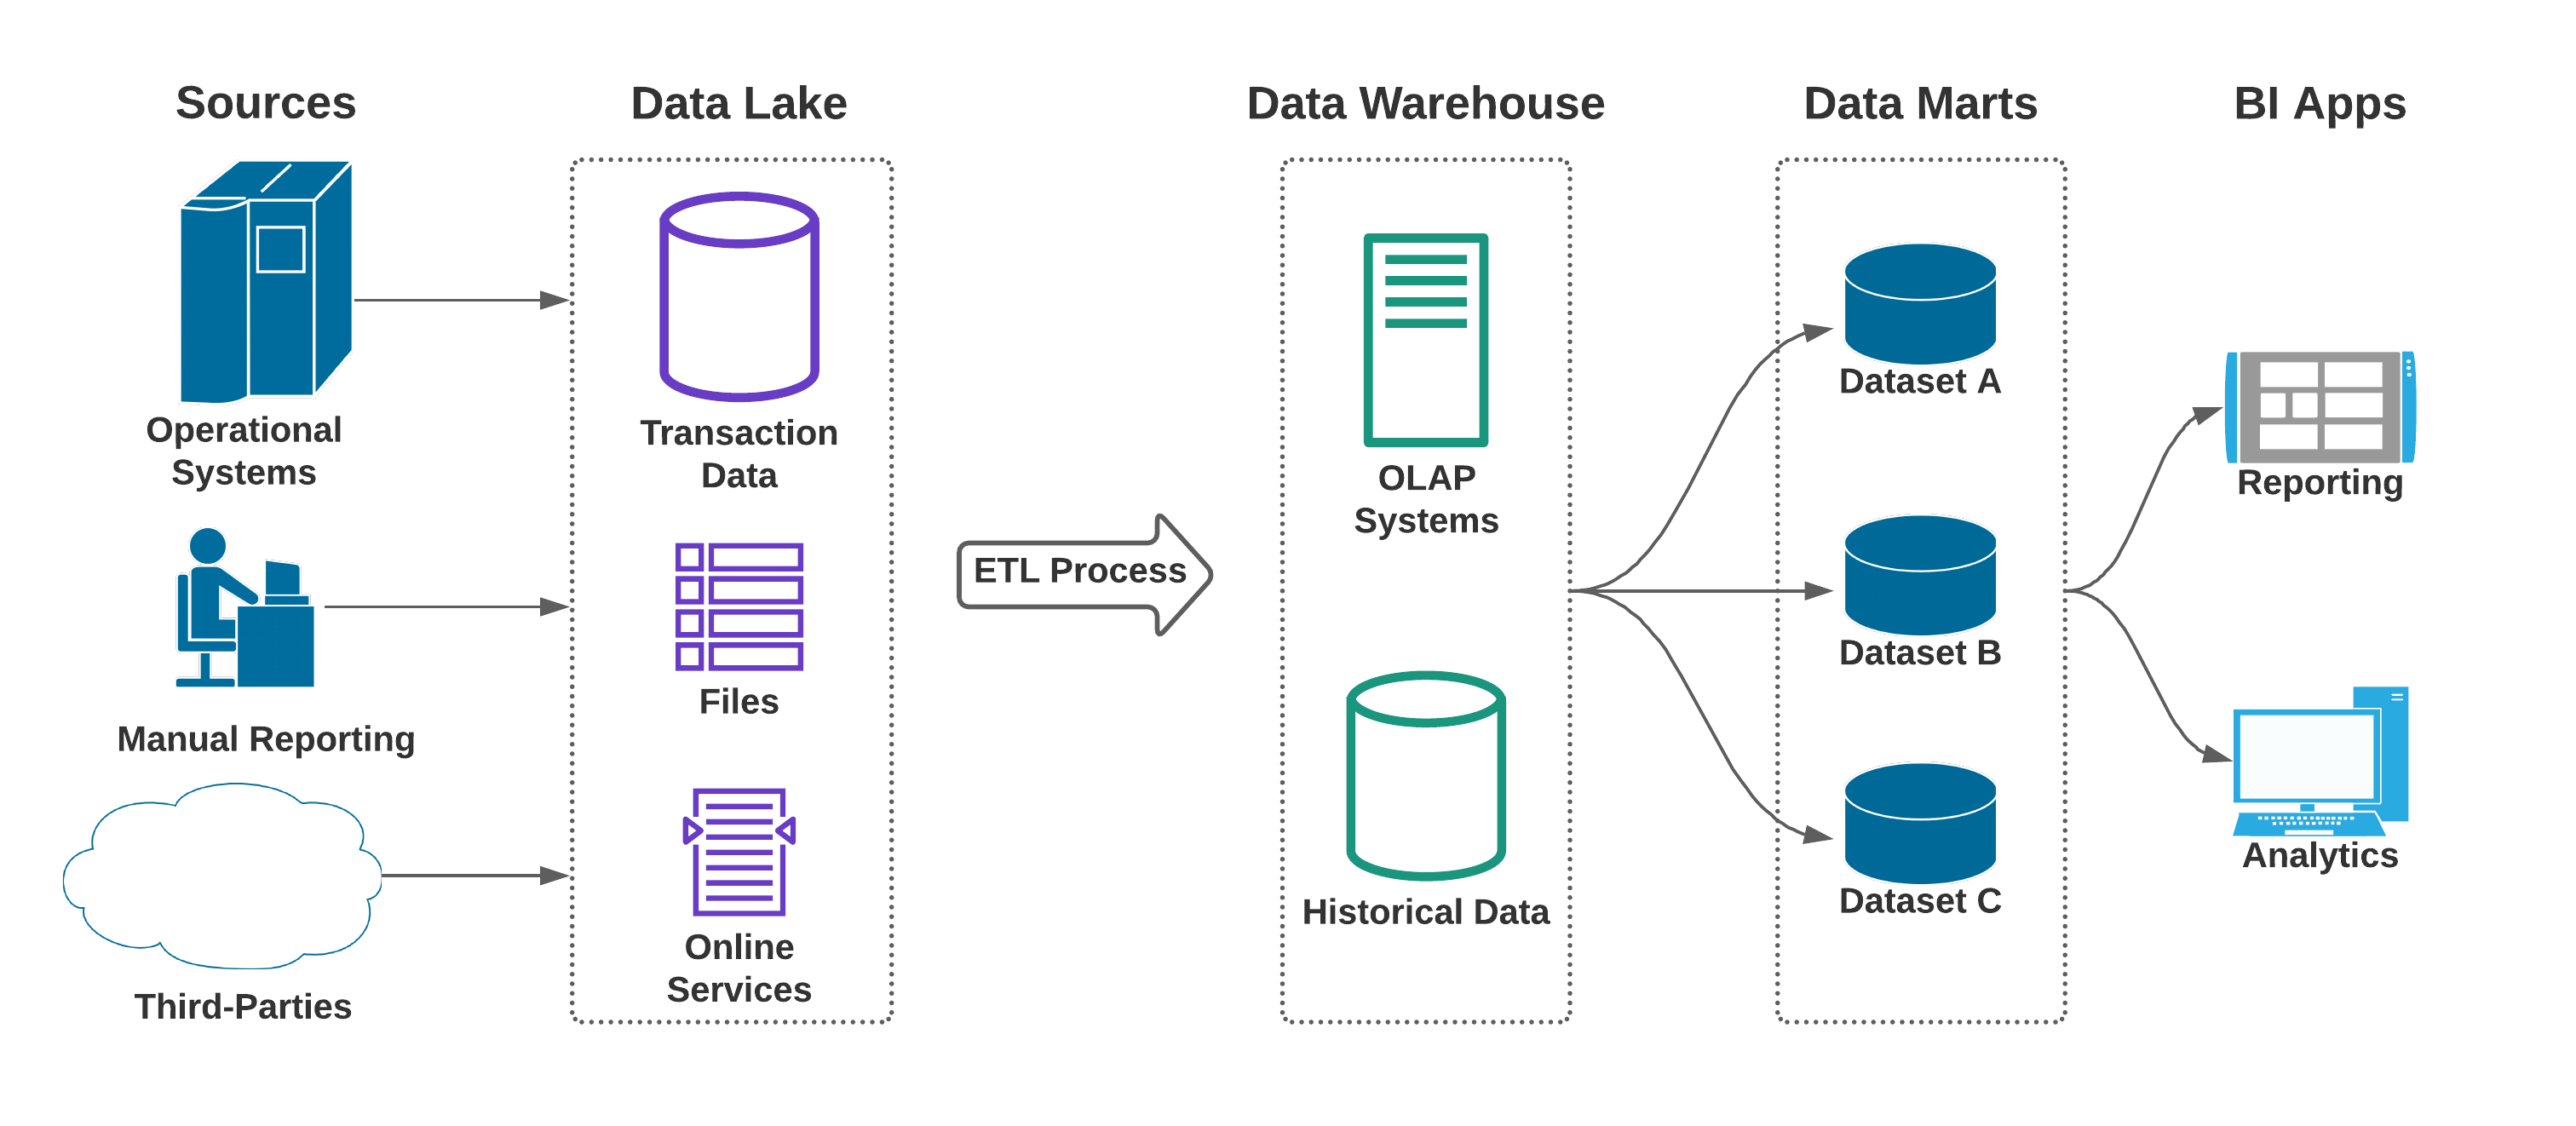 Sources
Data Lake
Data Warehouse
Data Marts
BI Apps
Operational
Systems
Manual Reporting
Third-Parties
Transaction
Data
Files
Online
Services
ETL Process
OLAP
Systems
Historical Data
Dataset A
Dataset B
Dataset C
Reporting
Analytics